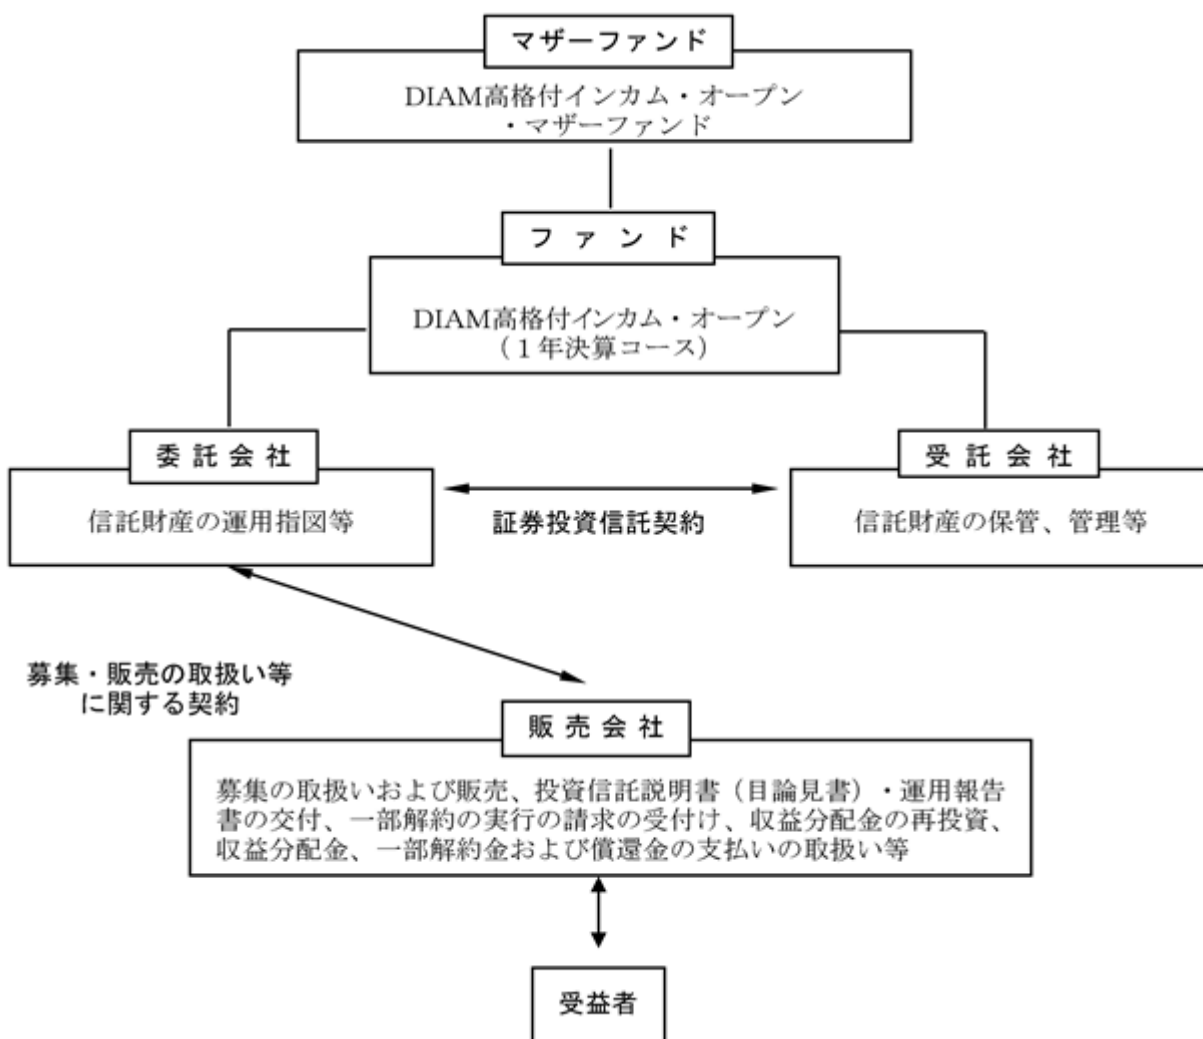 マザーファンド
DIAM高格付インカム・オープン
・マザーファンド
ファンド
DIAM高格付インカム・オープン
（１年決算コース）
委託会社
信託財産の運用指図等
証券投資信託契約
受託会社
信託財産の保管、管理等
募集・販売の取扱い等
に関する契約
販売会社
募集の取扱いおよび販売、投資信託説明書（目論見書）・運用報告
書の交付、一部解約の実行の請求の受付け、収益分配金の再投資、
収益分配金、一部解約金および償還金の支払いの取扱い等
受益者